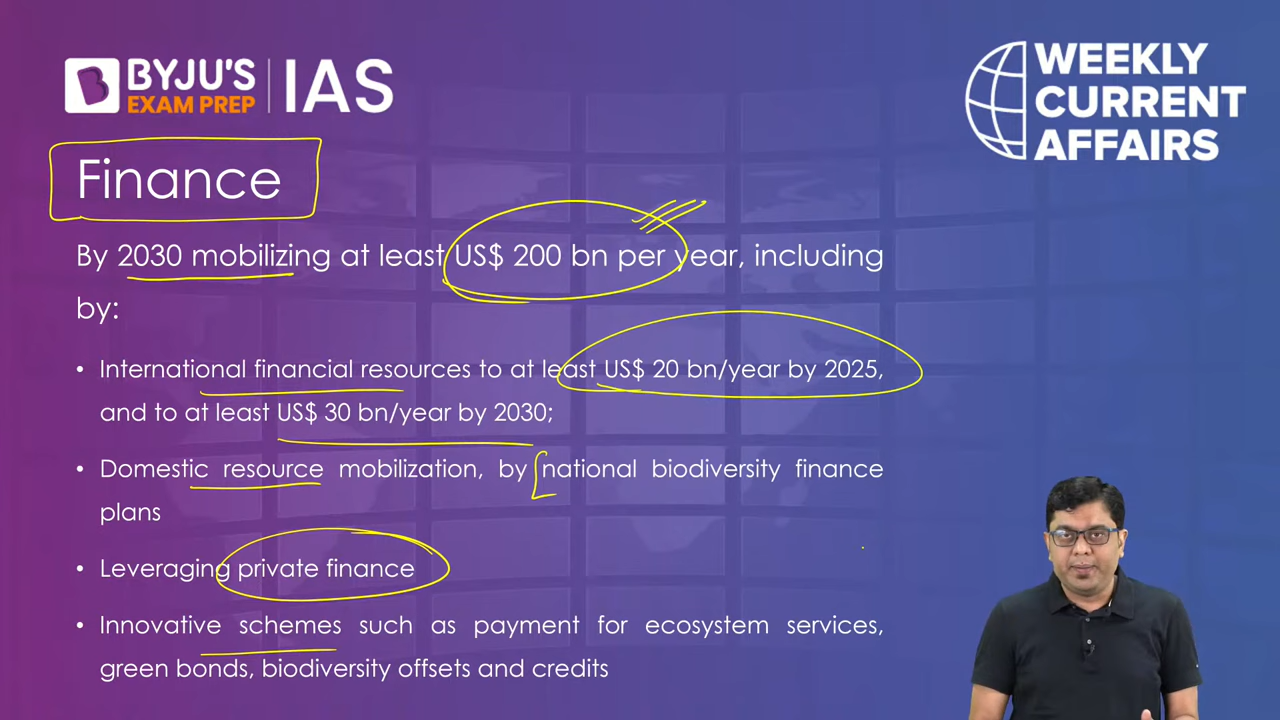 BYJU'S
EXAM PREP
IAS
WEEKLY
CURRENT
AFFAIRS
Finance
By 2030 mobilizing at least US$ 200 bn per year, including
by:
• International financial resources to at least US$ 20 bn/year by 2025,
and to at least US$ 30 bn/year by 2030;
• Domestic resource mobilization, by national biodiversity finance
plans
• Leveraging private finance
• Innovative schemes such as payment for ecosystem services,
green bonds, biodiversity offsets and credits